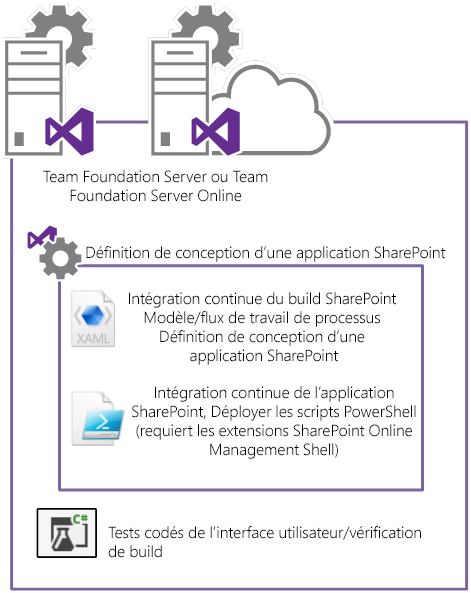 Team Foundation Server ou Team
Foundation Server Online
Définition de conception d’une application SharePoint
Intégration continue du build SharePoint
Modèle/flux de travail de processus
Définition de conception d’une
application SharePoint
XAML
Intégration continue de l’application
SharePoint, Déployer les scripts PowerShell
(requiert les extensions SharePoint Online
Management Shell)
C#
Tests codés de l’interface utilisateur/vérification
de build